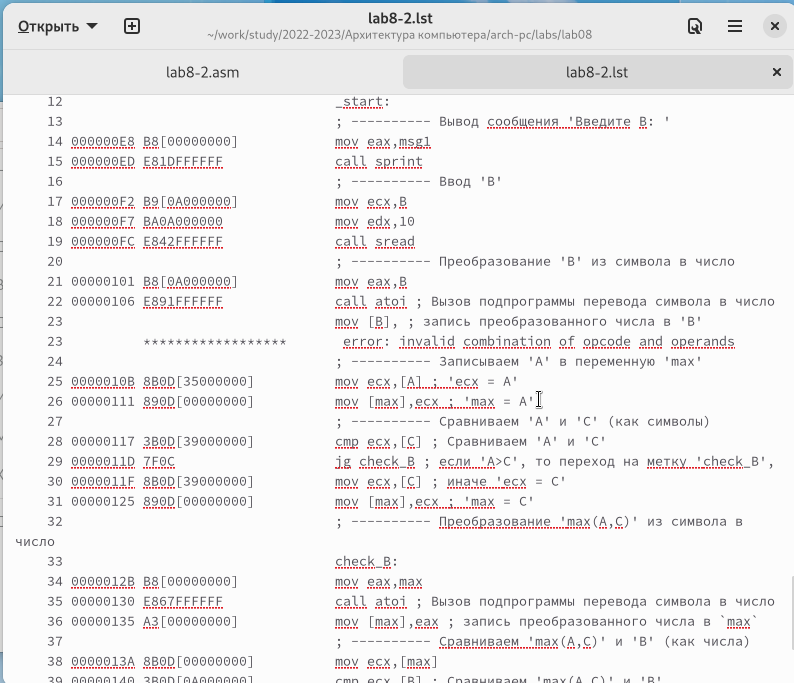 Открыть
lab8-2.lst
~/work/study/2022-2023/Архитектура компьютера/arch-pc/labs/lab08
lab8-2.asm lab8-2.lst
12 _start:
13 ; ---------- Вывод сообщения 'Введите B: '
14 000000E8 B8[00000000] mov eax,msg1
15 000000ED E81DFFFFFF call sprint
16 ; ---------- Ввод 'B'
17 000000F2 B9[0A000000] mov ecx,B
18 000000F7 BA0A000000 mov edx,10
19 000000FC E842FFFFFF call sread
20 ; ---------- Преобразование 'B' из символа в число
21 00000101 B8[0A000000] mov eax,B
22 00000106 E891FFFFFF call atoi ; Вызов подпрограммы перевода символа в число
23 mov [B], ; запись преобразованного числа в 'B'
23 ****************** error: invalid combination of opcode and operands
24 ; ---------- Записываем 'A' в переменную 'max'
25 0000010B 8B0D[35000000] mov ecx,[A] ; 'ecx = A'
26 00000111 890D[00000000] mov [max],ecx ; 'max = A'
27 ; ---------- Сравниваем 'A' и 'C' (как символы)
28 00000117 3B0D[39000000] cmp ecx,[C] ; Сравниваем 'A' и 'C'
29 0000011D 7F0C jg check_B ; если 'A>C', то переход на метку 'check_B',
30 0000011F 8B0D[39000000] mov ecx,[C] ; иначе 'ecx = C'
31 00000125 890D[00000000] mov [max],ecx ; 'max = C'
32 ; ---------- Преобразование 'max(A,C)' из символа в
число
33 check_B:
34 0000012B B8[00000000] mov eax,max
35 00000130 E867FFFFFF call atoi ; Вызов подпрограммы перевода символа в число
36 00000135 A3[00000000] mov [max],eax ; запись преобразованного числа в `max`
37 ; ---------- Сравниваем 'max(A,C)' и 'B' (как числа)
38 0000013A 8B0D[00000000] mov ecx,[max]
39 00000140 3B0D[0A000000] cmp ecx,[B] ; Сравниваем 'max(A,C)' и 'B'